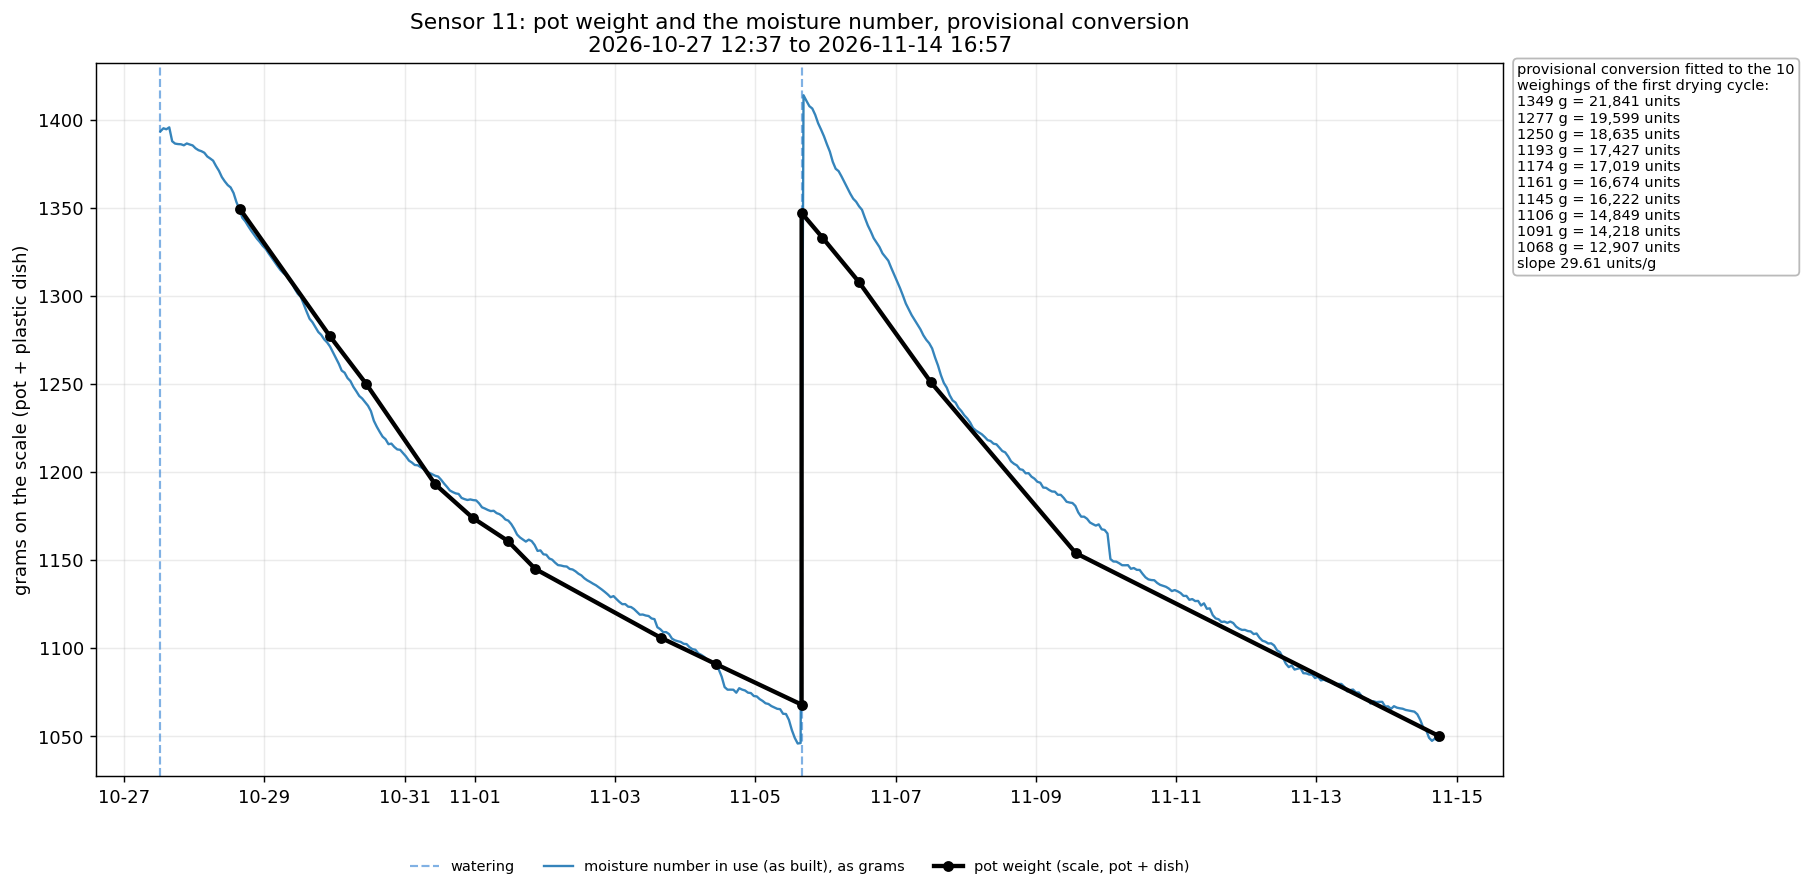 Sensor 11: pot weight and the moisture number, provisional conversion
2026-10-27 12:37 to 2026-11-14 16:57
provisional conversion fitted to the 10
weighings of the first drying cycle:
1349 g = 21,841 units
1277 g = 19,599 units
1250 g = 18,635 units
1193 g = 17,427 units
1174 g = 17,019 units
1161 g = 16,674 units
1145 g = 16,222 units
1106 g = 14,849 units
1091 g = 14,218 units
1068 g = 12,907 units
slope 29.61 units/g
grams on the scale (pot + plastic dish)
1400
1350
1300
1250
1200
1150
1100
1050
10-27
10-29
10-31
11-01
11-03
11-05
11-07
11-09
11-11
11-13
11-15
watering
moisture number in use (as built), as grams
pot weight (scale, pot + dish)